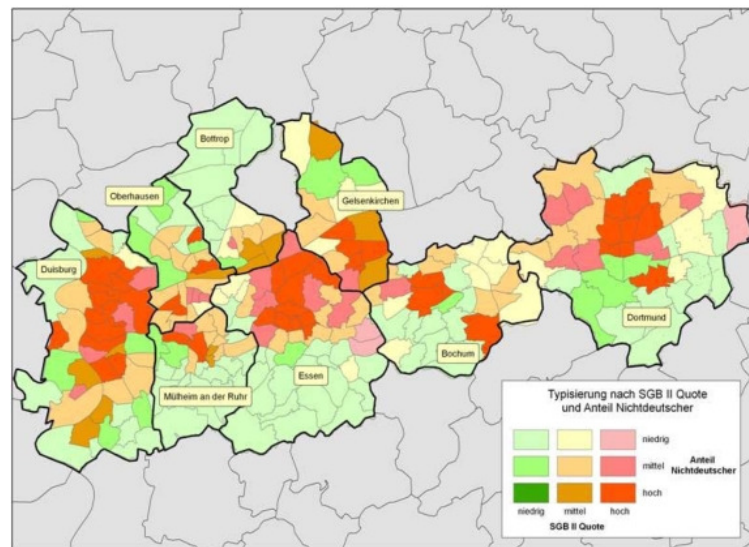 Bottrop
Oberhausen
Gelsenkirchen
Duisburg
Dortmund
Bochum
Essen
Mülheim an der Ruhr
Typisierung nach SGB II Quote
und Anteil Nichtdeutscher
niedrig
mittel
Anteil
Nichtdeutscher
hoch
niedrig
mittel
hoch
SGB II Quote